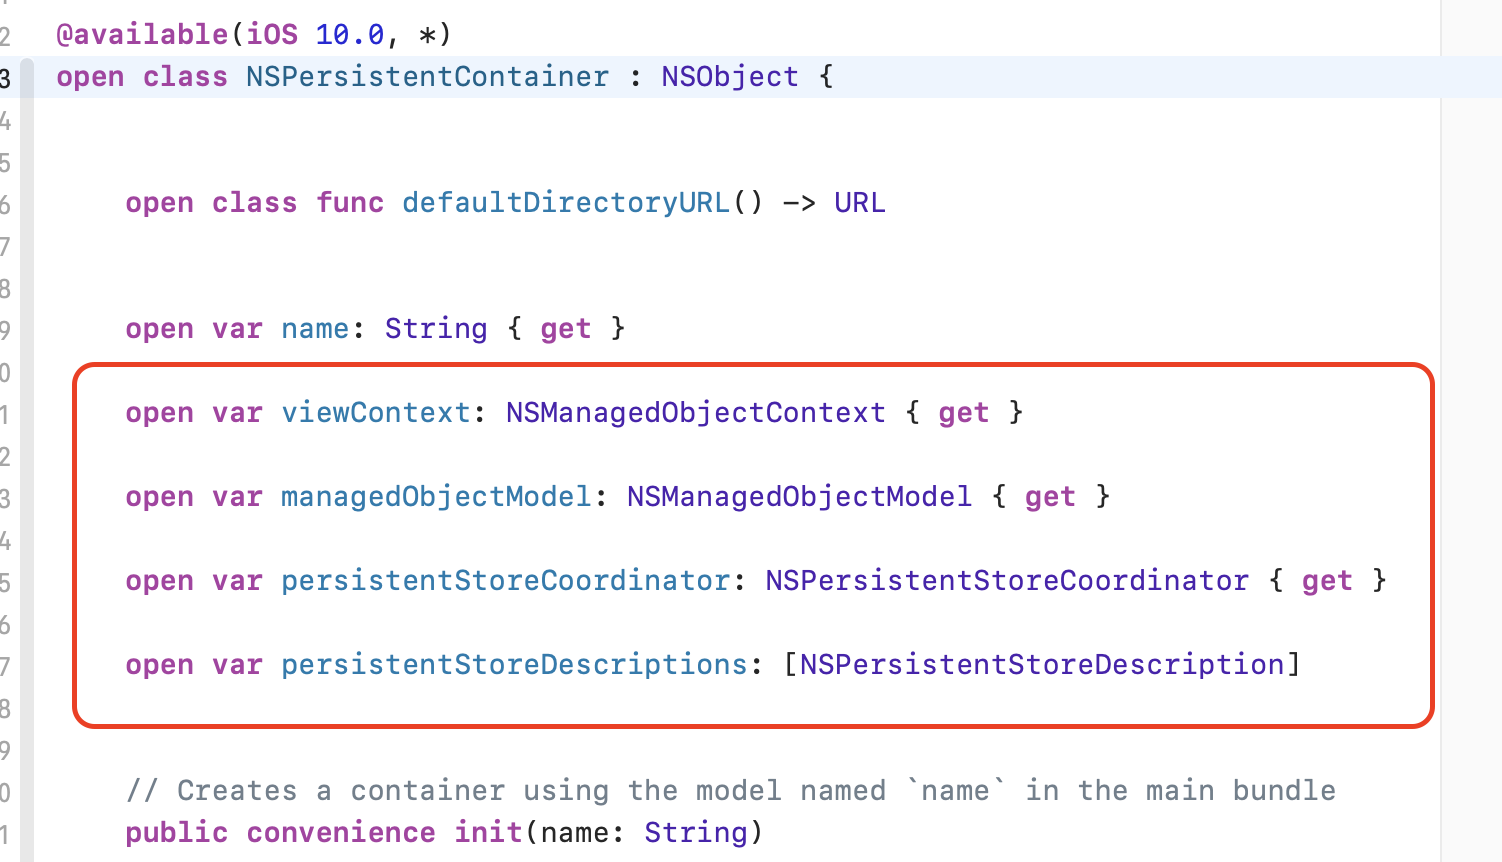 2 @available(iOS 10.0, *)
3 open class NSPersistentContainer : NSObject {
4
5
6 open class func defaultDirectoryURL() -> URL
7
8
9 open var name: String { get }
0
1 open var viewContext: NSManagedObjectContext { get }
2
3 open var managedObjectModel: NSManagedObjectModel { get }
4
5 open var persistentStoreCoordinator: NSPersistentStoreCoordinator { get }
6
7 open var persistentStoreDescriptions: [NSPersistentStoreDescription]
8
9
0 // Creates a container using the model named `name` in the main bundle
1 public convenience init(name: String)